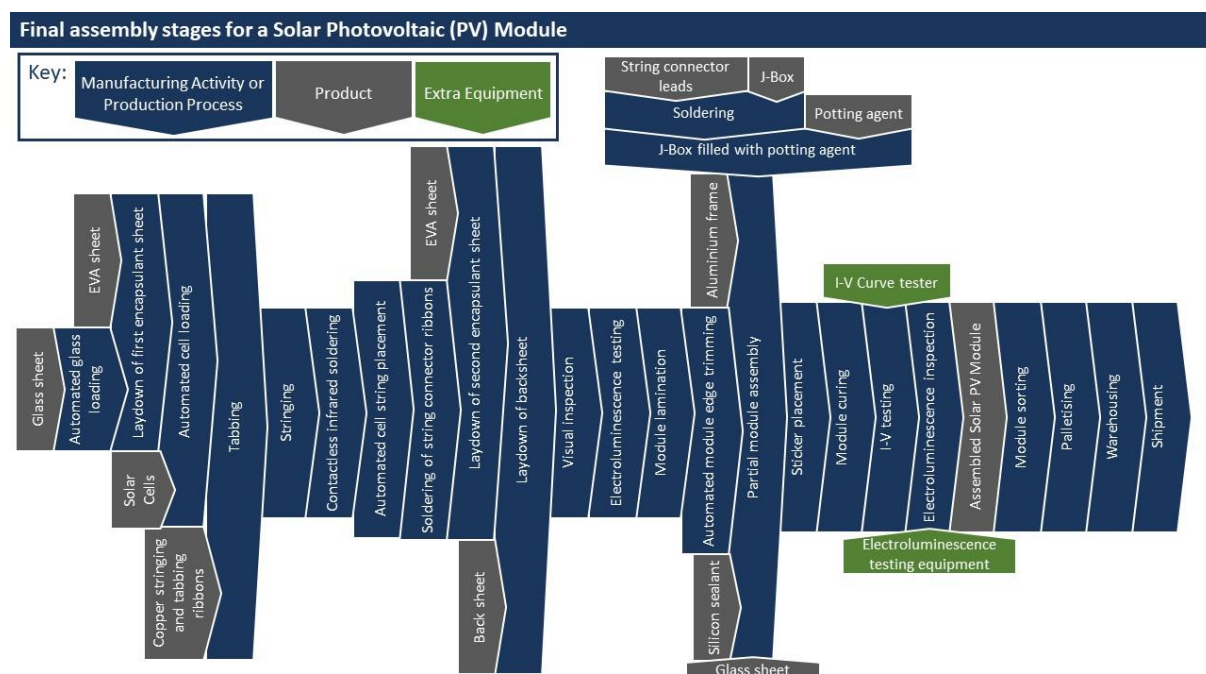 Final assembly stages for a Solar Photovoltaic (PV) Module
Key:
Manufacturing Activity or
Production Process
Product
Extra Equipment
String connector
leads
J-Box
Soldering
Potting agent
J-Box filled with potting agent
Glass sheet
Automated glass
loading
EVA sheet
Laydown of first encapsulant sheet
Solar
Cells
Automated cell loading
Copper stringing
and tabbing
ribbons
Tabbing
Stringing
Contactless infrared soldering
Automated cell string placement
Soldering of string connector ribbons
EVA sheet
Laydown of second encapsulant sheet
Back sheet
Laydown of backsheet
Visual inspection
Electroluminescence testing
Module lamination
Automated module edge trimming
Aluminium frame
Silicon sealant
Glass sheet
Partial module assembly
Sticker placement
Module curing
I-V Curve tester
I-V testing
Electroluminescence inspection
Electroluminescence
testing equipment
Assembled Solar PV Module
Module sorting
Palletising
Warehousing
Shipment